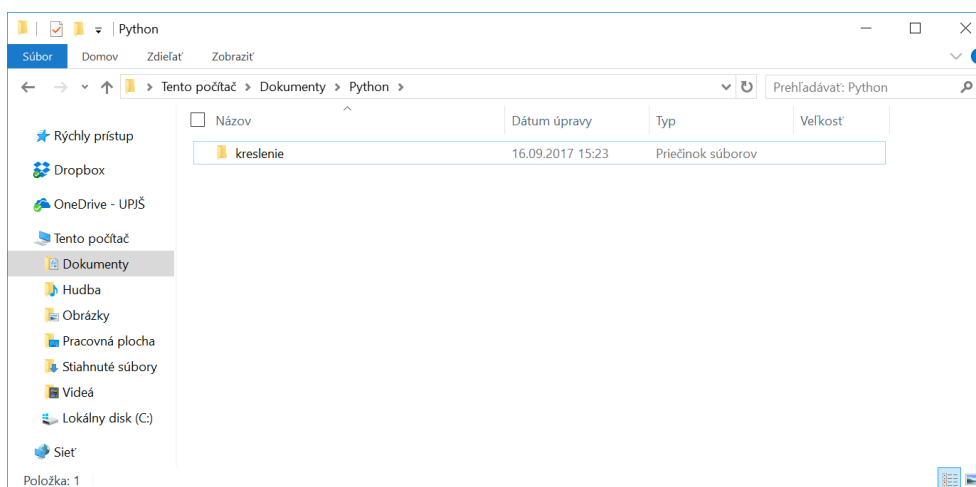 Python
Súbor Domov Zdieľať Zobraziť
Tento počítač > Dokumenty > Python >
Prehľadávať: Python
Názov Dátum úpravy Typ Veľkosť
kreslenie 16.09.2017 15:23 Priečinok súborov
Rýchly prístup
Dropbox
OneDrive - UPJŠ
Tento počítač
Dokumenty
Hudba
Obrázky
Pracovná plocha
Stiahnuté súbory
Videá
Lokálny disk (C:)
Sieť
Položka: 1